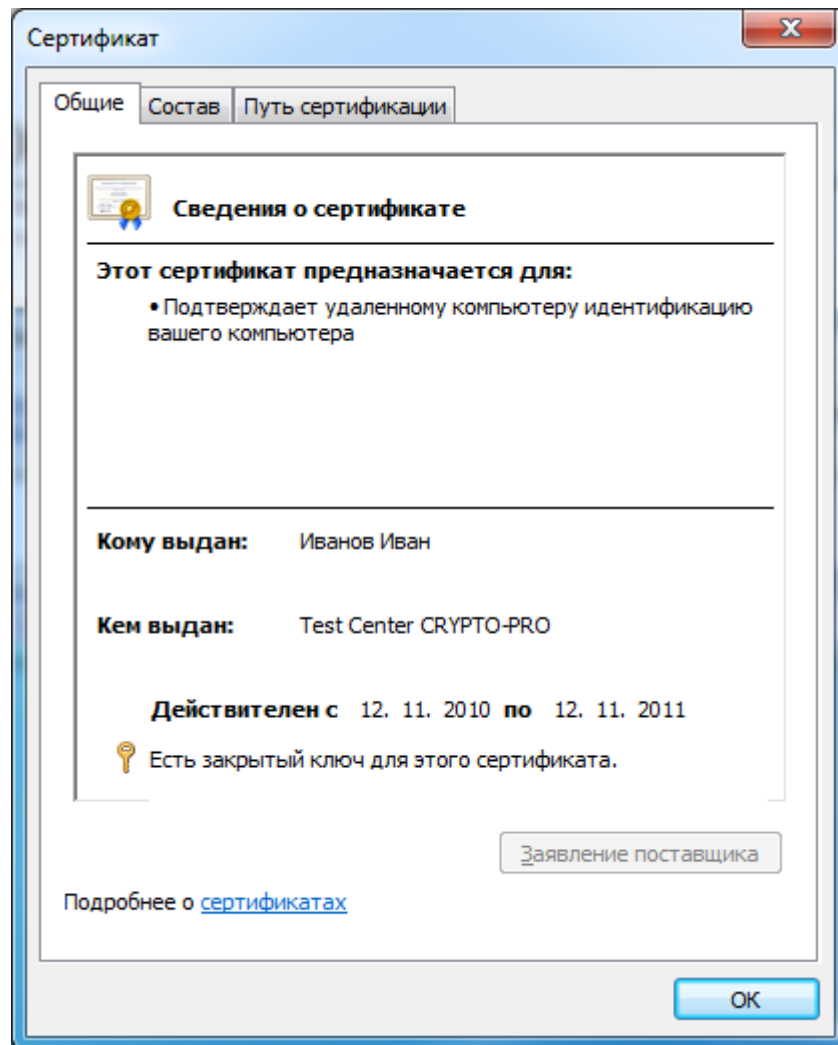 Сертификат
Общие Состав Путь сертификации
Сведения о сертификате
Этот сертификат предназначается для:
• Подтверждает удаленному компьютеру идентификацию
вашего компьютера
Кому выдан: Иванов Иван
Кем выдан: Test Center CRYPTO-PRO
Действителен с 12. 11. 2010 по 12. 11. 2011
Есть закрытый ключ для этого сертификата.
Заявление поставщика
Подробнее о сертификатах
OK